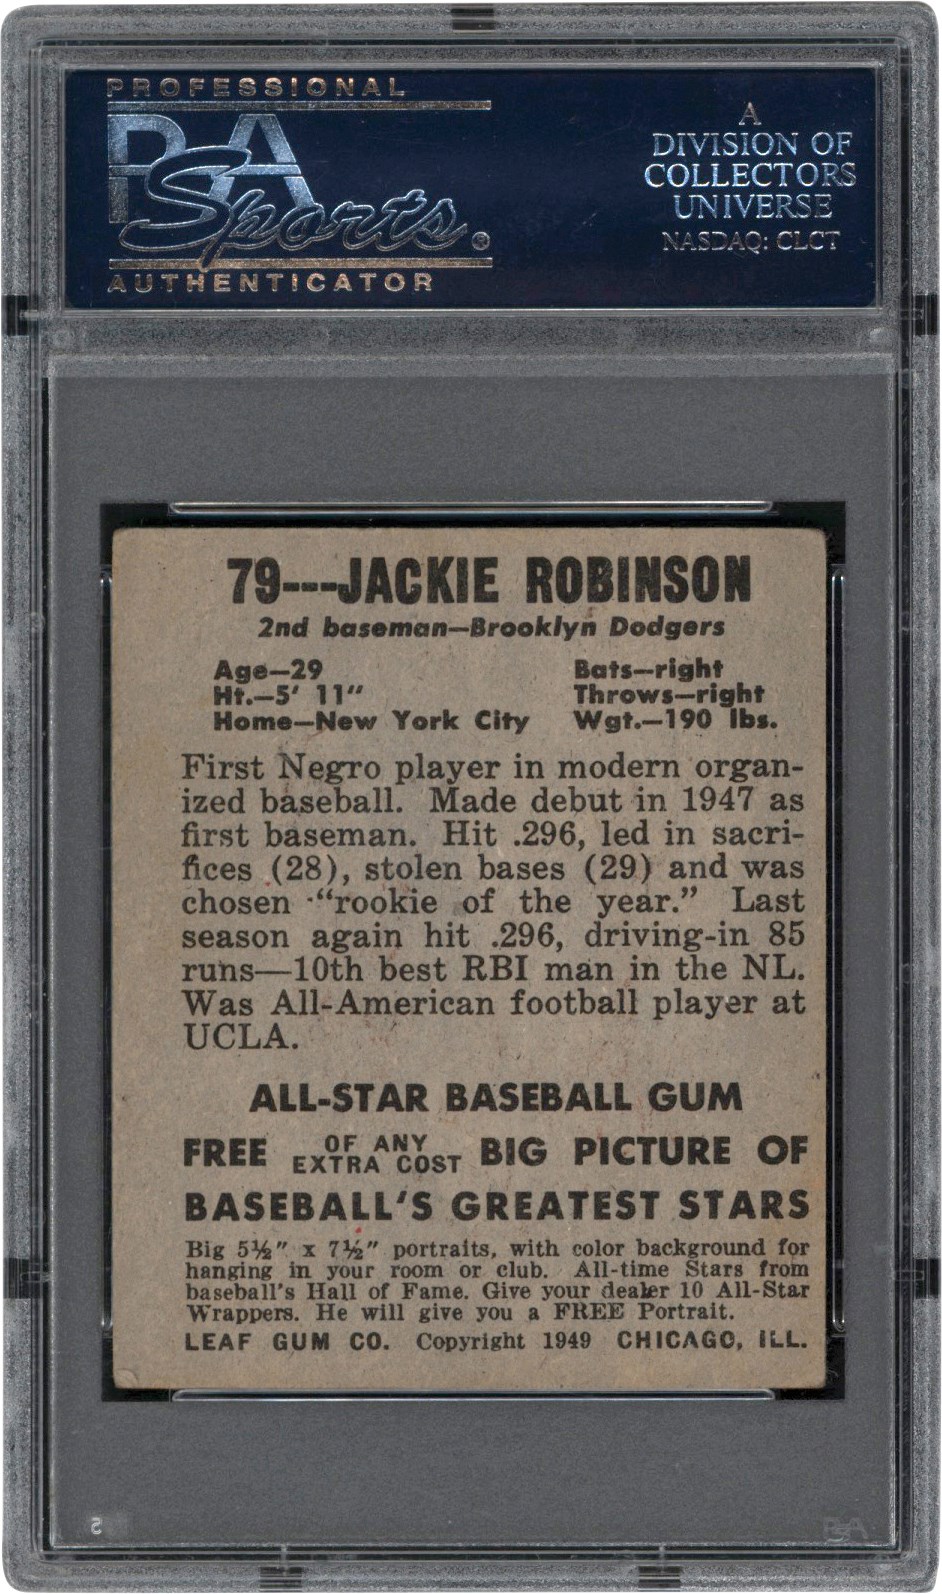 PROFESSIONAL
PSA
Sports®
AUTHENTICATOR
A
DIVISION OF
COLLECTORS
UNIVERSE
NASDAQ: CLCT
79---JACKIE ROBINSON
2nd baseman—Brooklyn Dodgers
Age—29 Bats—right
Ht.—5' 11" Throws—right
Home—New York City Wgt.—190 lbs.
First Negro player in modern organ-
ized baseball. Made debut in 1947 as
first baseman. Hit .296, led in sacri-
fices (28), stolen bases (29) and was
chosen "rookie of the year." Last
season again hit .296, driving-in 85
runs—10th best RBI man in the NL.
Was All-American football player at
UCLA.
ALL-STAR BASEBALL GUM
FREE OF ANY EXTRA COST BIG PICTURE OF
BASEBALL'S GREATEST STARS
Big 5½" x 7½" portraits, with color background for
hanging in your room or club. All-time Stars from
baseball's Hall of Fame. Give your dealer 10 All-Star
Wrappers. He will give you a FREE Portrait.
LEAF GUM CO. Copyright 1949 CHICAGO, ILL.
PSA